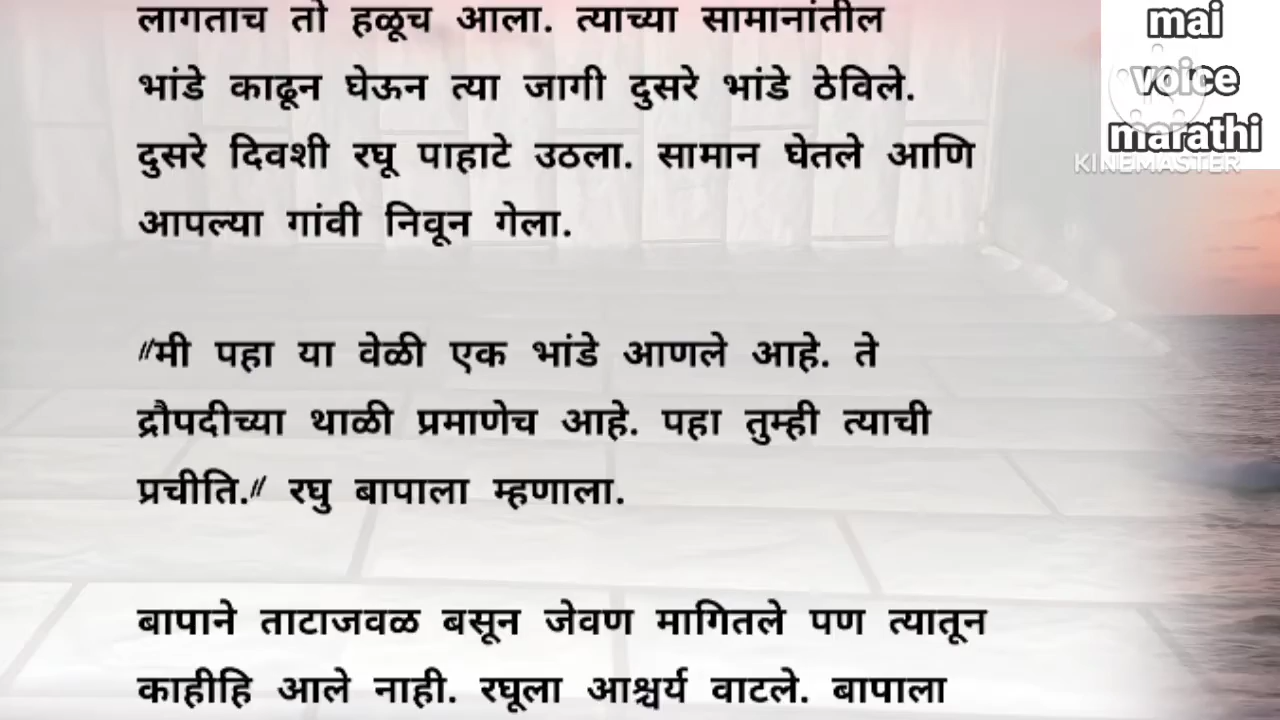 लागताच तो हळूच आला. त्याच्या सामानांतील
भांडे काढून घेऊन त्या जागी दुसरे भांडे ठेविले.
दुसरे दिवशी रघू पाहाटे उठला. सामान घेतले आणि
आपल्या गांवी निवून गेला.
"मी पहा या वेळी एक भांडे आणले आहे. ते
द्रौपदीच्या थाळी प्रमाणेच आहे. पहा तुम्ही त्याची
प्रचीति." रघु बापाला म्हणाला.
बापाने ताटाजवळ बसून जेवण मागितले पण त्यातून
काहीहि आले नाही. रघूला आश्चर्य वाटले. बापाला
mai
voice
marathi
KINEMASTER